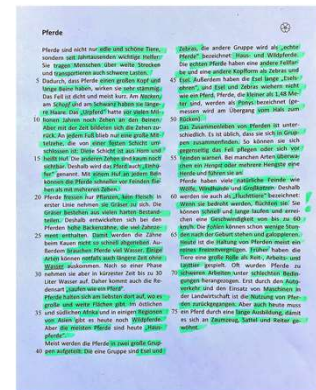 Pferde
Pferde sind nicht nur edle und schöne Tiere,
sondern seit Jahrtausenden wichtige Helfer.
Sie tragen Menschen über weite Strecken
und transportieren auch schwere Lasten.
5 Dadurch, dass Pferde einen großen Kopf und
lange Beine haben, wirken sie sehr stämmig.
Das Fell ist dicht und meist kurz. Am Nacken,
am Schopf und am Schwanz haben sie länge-
re Haare. Das „Urpferd“ hatte vor vielen Mil-
10 lionen Jahren noch Zehen an den Beinen.
Aber mit der Zeit bildeten sich die Zehen zu-
rück. An jedem Fuß blieb nur eine große Mit-
telzehe, die von einer festen Schicht um-
schlossen ist. Diese Schicht ist aus Horn und
15 heißt Huf. Die anderen Zehen sind kaum noch
sichtbar. Deshalb wird das Pferd auch „Einhu-
fer“ genannt. Mit einem Huf an jedem Bein
können die Pferde schneller vor Feinden flie-
hen als mit mehreren Zehen.
20 Pferde fressen nur Pflanzen, kein Fleisch. In
erster Linie nehmen sie Gräser zu sich. Die
Gräser bestehen aus vielen harten Bestand-
teilen. Deshalb entwickelten sich bei den
Pferden hohe Backenzähne, die viel Zahnze-
25 ment enthalten. Damit werden die Zähne
beim Kauen nicht so schnell abgenutzt. Au-
ßerdem brauchen Pferde viel Wasser. Einige
Arten können notfalls auch längere Zeit ohne
Wasser auskommen. Nach so einer Phase
30 nehmen sie aber in kürzester Zeit bis zu 30
Liter Wasser auf. Daher kommt auch die Re-
densart „saufen wie ein Pferd“.
Pferde halten sich am liebsten dort auf, wo es
große und weite Flächen gibt. Im östlichen
35 und südlichen Afrika und in einigen Regionen
von Asien gibt es heute noch Wildpferde.
Aber die meisten Pferde sind heute „Haus-
pferde“.
Meist werden die Pferde in zwei große Grup-
40 pen aufgeteilt. Die eine Gruppe sind Esel und
Zebras, die andere Gruppe wird als „echte
Pferde“ bezeichnet: Haus- und Wildpferde.
Die echten Pferde haben eine andere Fellfar-
be und eine andere Kopfform als Zebras und
45 Esel. Außerdem haben die Esel lange „Esels-
ohren“, und Esel und Zebras wiehern nicht
wie ein Pferd. Pferde, die kleiner als 1,48 Me-
ter sind, werden als Ponys bezeichnet (ge-
messen wird am Übergang vom Hals zum
50 Rücken).
Das Zusammenleben von Pferden ist unter-
schiedlich. Es ist üblich, dass sie sich in Grup-
pen zusammenfinden. So können sie sich
gegenseitig das Fell pflegen oder sich vor
55 Feinden warnen. Bei manchen Arten überwa-
chen ein Hengst oder mehrere Hengste eine
Herde und führen sie an.
Pferde haben viele natürliche Feinde wie
Wölfe, Wildhunde und Großkatzen. Deshalb
60 werden sie auch als „Fluchttiere“ bezeichnet:
Wenn sie bedroht werden, flüchten sie. Sie
können schnell und lange laufen und errei-
chen eine Geschwindigkeit von bis zu 60
km/h. Die Fohlen können schon wenige Stun-
65 den nach der Geburt stehen und galoppieren.
Heute ist die Haltung von Pferden meist ein
reines Freizeitvergnügen. Früher haben die
Tiere eine große Rolle als Reit-, Arbeits- und
Lasttier gespielt. Oft wurden Pferde zu
70 schweren Arbeiten unter schlechten Bedin-
gungen herangezogen. Erst durch den Auto-
verkehr und den Einsatz von Maschinen in
der Landwirtschaft ist die Nutzung von Pfer-
den zurückgegangen. Aber auch heute muss
75 ein Pferd durch eine lange Ausbildung, damit
es sich an Zaumzeug, Sattel und Reiter ge-
wöhnt.